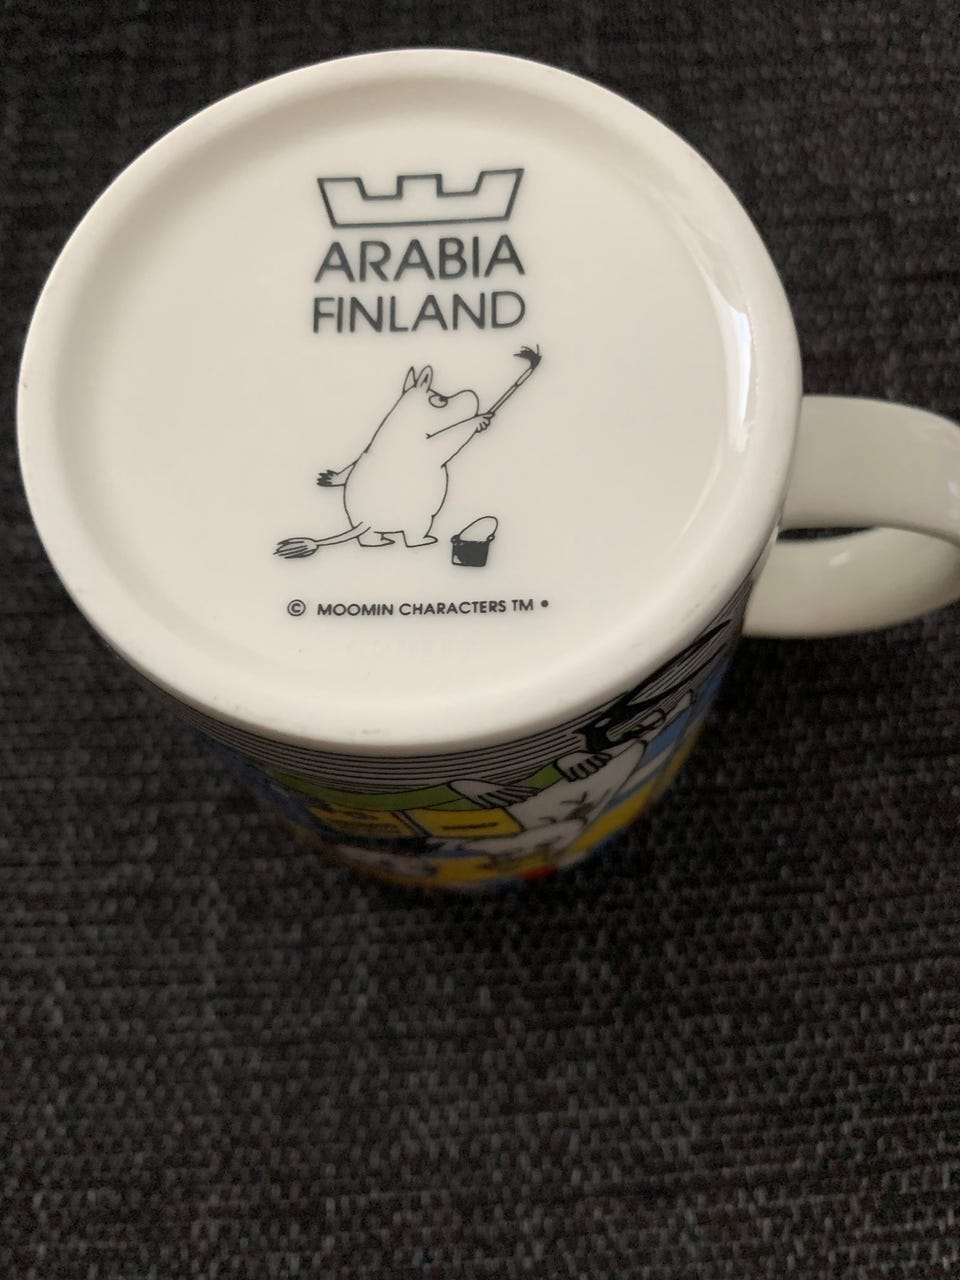 ARABIA
FINLAND
© MOOMIN CHARACTERS TM •